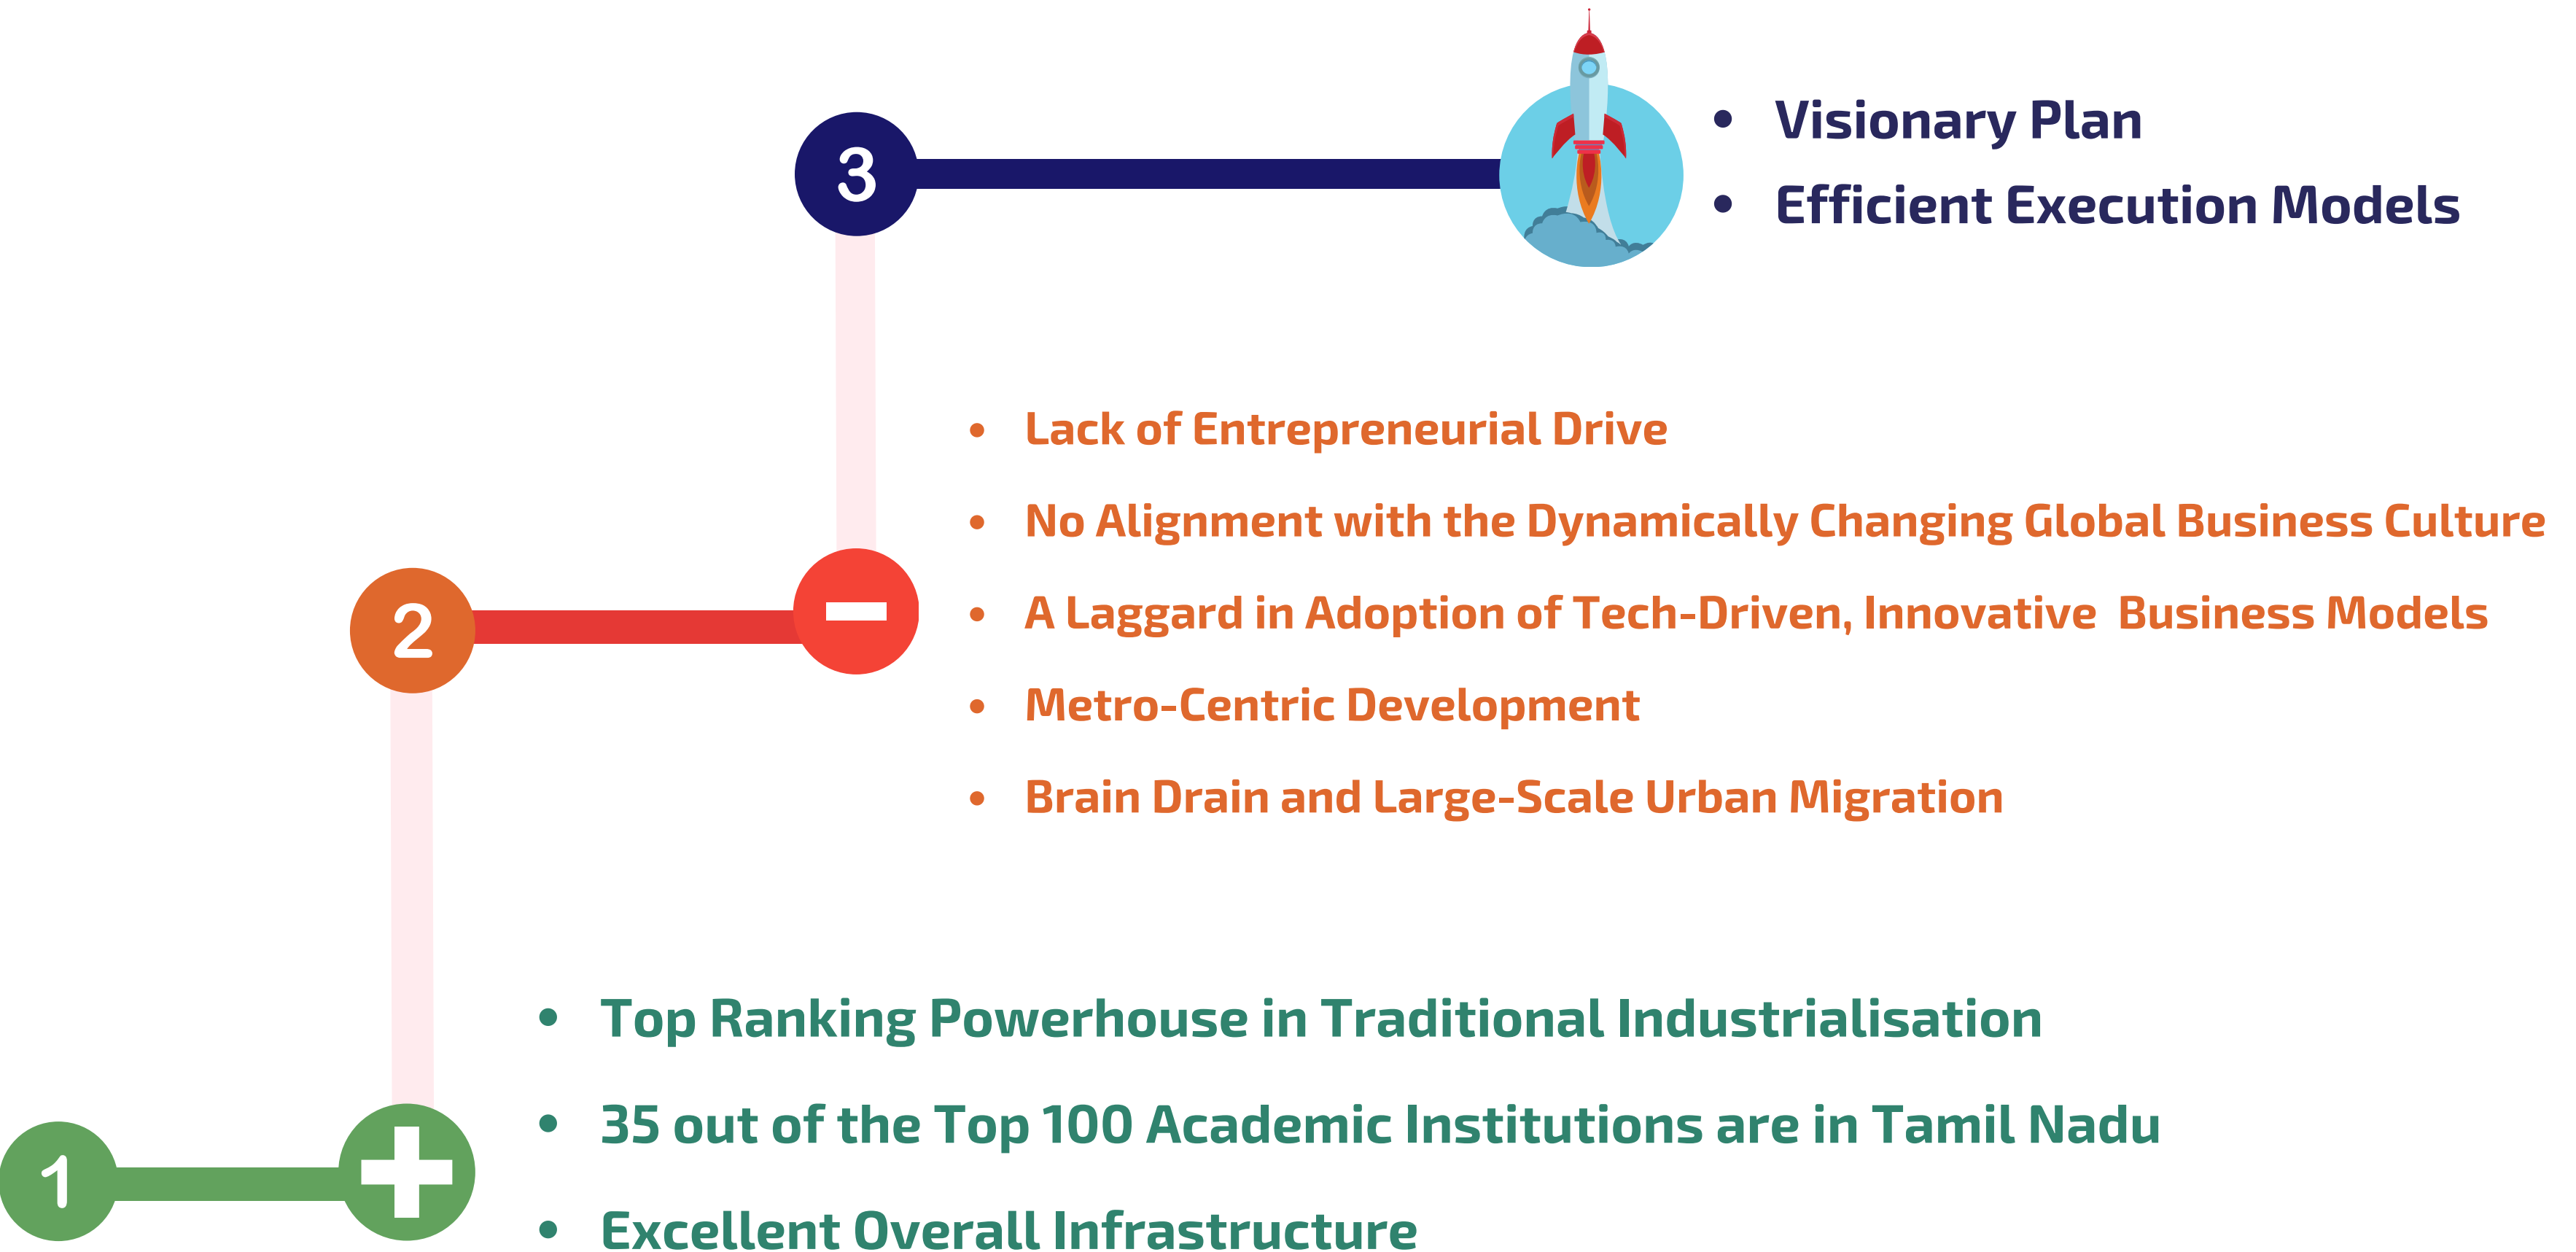 3
• Visionary Plan
• Efficient Execution Models
• Lack of Entrepreneurial Drive
• No Alignment with the Dynamically Changing Global Business Culture
2
• A Laggard in Adoption of Tech-Driven, Innovative Business Models
• Metro-Centric Development
• Brain Drain and Large-Scale Urban Migration
• Top Ranking Powerhouse in Traditional Industrialisation
• 35 out of the Top 100 Academic Institutions are in Tamil Nadu
1
• Excellent Overall Infrastructure